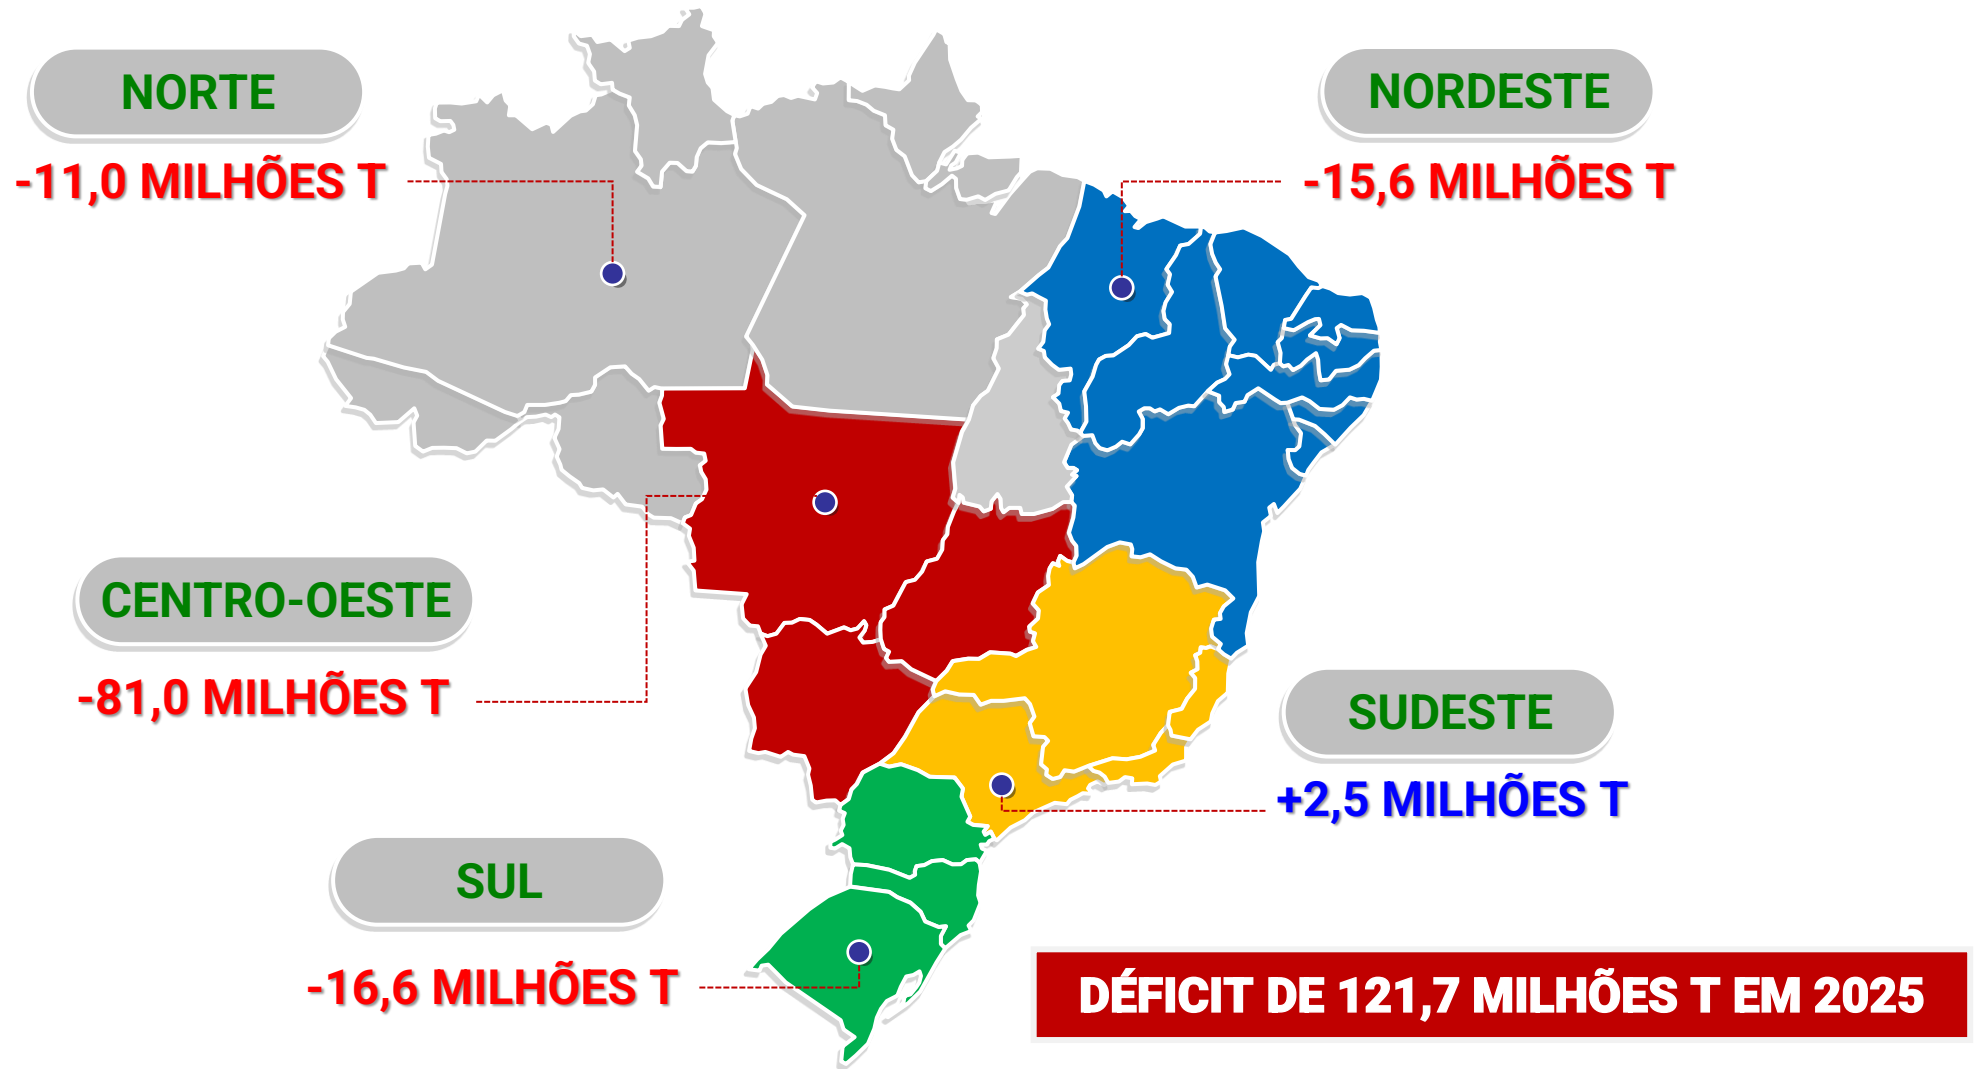 NORTE
-11,0 MILHÕES T
NORDESTE
-15,6 MILHÕES T
CENTRO-OESTE
-81,0 MILHÕES T
SUDESTE
+2,5 MILHÕES T
SUL
-16,6 MILHÕES T
DÉFICIT DE 121,7 MILHÕES T EM 2025